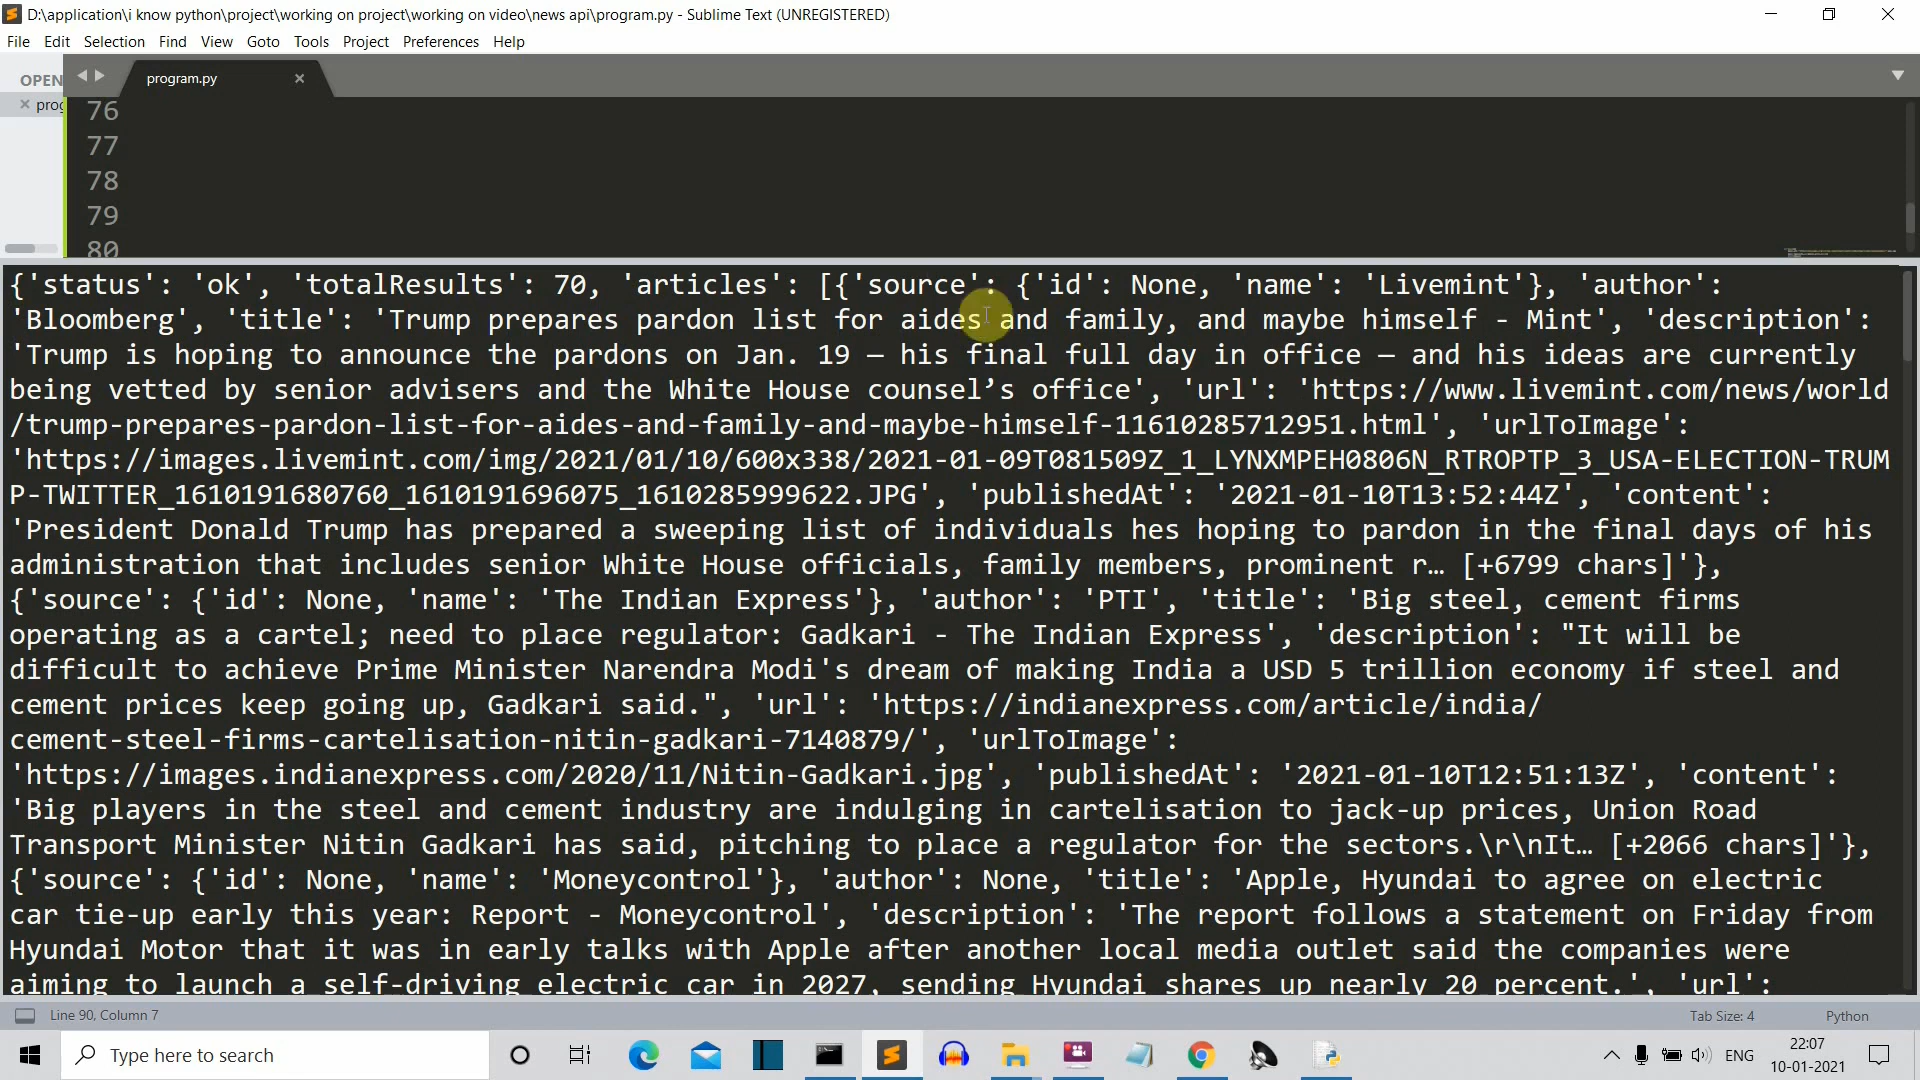 D:\application\i know python\project\working on project\working on video\news api\program.py - Sublime Text (UNREGISTERED)
File Edit Selection Find View Goto Tools Project Preferences Help
OPEN
program.py
prog
76
77
78
79
80
{'status': 'ok', 'totalResults': 70, 'articles': [{'source': {'id': None, 'name': 'Livemint'}, 'author':
'Bloomberg', 'title': 'Trump prepares pardon list for aides and family, and maybe himself - Mint', 'description':
'Trump is hoping to announce the pardons on Jan. 19 — his final full day in office — and his ideas are currently
being vetted by senior advisers and the White House counsel’s office', 'url': 'https://www.livemint.com/news/world
/trump-prepares-pardon-list-for-aides-and-family-and-maybe-himself-11610285712951.html', 'urlToImage':
'https://images.livemint.com/img/2021/01/10/600x338/2021-01-09T081509Z_1_LYNXMPEH0806N_RTROPTP_3_USA-ELECTION-TRUM
P-TWITTER_1610191680760_1610191696075_1610285999622.JPG', 'publishedAt': '2021-01-10T13:52:44Z', 'content':
'President Donald Trump has prepared a sweeping list of individuals hes hoping to pardon in the final days of his
administration that includes senior White House officials, family members, prominent r… [+6799 chars]'},
{'source': {'id': None, 'name': 'The Indian Express'}, 'author': 'PTI', 'title': 'Big steel, cement firms
operating as a cartel; need to place regulator: Gadkari - The Indian Express', 'description': "It will be
difficult to achieve Prime Minister Narendra Modi's dream of making India a USD 5 trillion economy if steel and
cement prices keep going up, Gadkari said.", 'url': 'https://indianexpress.com/article/india/
cement-steel-firms-cartelisation-nitin-gadkari-7140879/', 'urlToImage':
'https://images.indianexpress.com/2020/11/Nitin-Gadkari.jpg', 'publishedAt': '2021-01-10T12:51:13Z', 'content':
'Big players in the steel and cement industry are indulging in cartelisation to jack-up prices, Union Road
Transport Minister Nitin Gadkari has said, pitching to place a regulator for the sectors.\r\nIt… [+2066 chars]'},
{'source': {'id': None, 'name': 'Moneycontrol'}, 'author': None, 'title': 'Apple, Hyundai to agree on electric
car tie-up early this year: Report - Moneycontrol', 'description': 'The report follows a statement on Friday from
Hyundai Motor that it was in early talks with Apple after another local media outlet said the companies were
aiming to launch a self-driving electric car in 2027, sending Hyundai shares up nearly 20 percent.', 'url':
Line 90, Column 7
Tab Size: 4
Python
Type here to search
ENG
22:07
10-01-2021